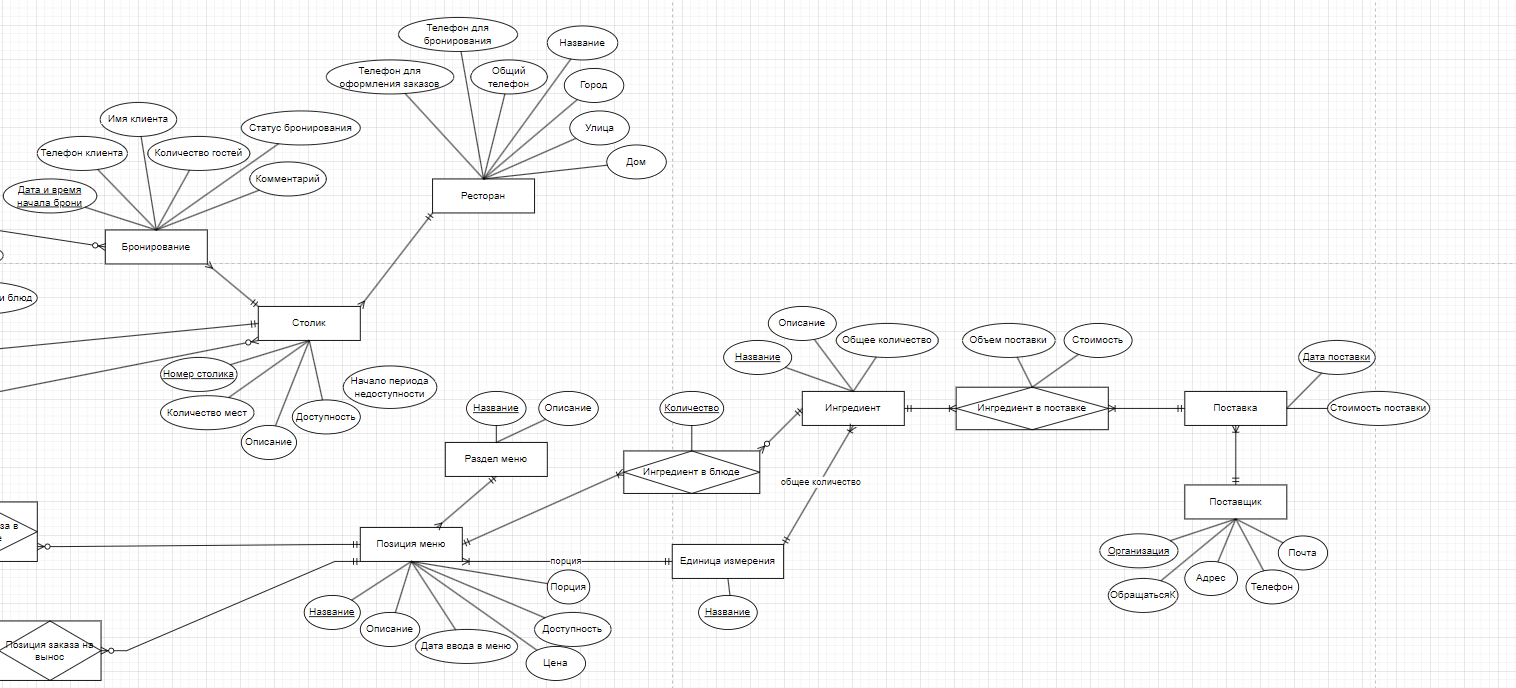 Телефон для
бронирования
Название
Телефон для
оформления заказов
Общий
телефон
Город
Имя клиента
Статус бронирования
Улица
Телефон клиента
Количество гостей
Дом
Комментарий
Дата и время
начала брони
Ресторан
Бронирование
и блюд
Столик
Описание
Название
Общее количество
Объем поставки
Стоимость
Дата поставки
Номер столика
Начало периода
недоступности
Количество мест
Доступность
Описание
Название
Описание
Количество
Ингредиент
Ингредиент в поставке
Поставка
Стоимость поставки
Раздел меню
Ингредиент в блюде
общее количество
Поставщик
за в
е
Позиция меню
порция
Единица измерения
Организация
Почта
Адрес
Телефон
ОбращатьсяК
Порция
Название
Описание
Доступность
Дата ввода в меню
Цена
Название
Позиция заказа на
вынос